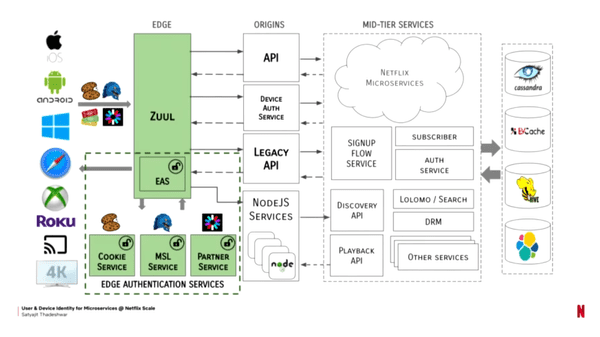 EDGE
ORIGINS
MID-TIER SERVICES
iOS
ANDROID
ROKU
4K
ZUUL
EAS
COOKIE
SERVICE
MSL
SERVICE
PARTNER
SERVICE
EDGE AUTHENTICATION SERVICES
API
DEVICE
AUTH
SERVICE
LEGACY
API
NODEJS
SERVICES
node
NETFLIX
MICROSERVICES
SIGNUP
FLOW
SERVICE
SUBSCRIBER
AUTH
SERVICE
DISCOVERY
API
LOLOMO / SEARCH
DRM
PLAYBACK
API
OTHER SERVICES
cassandra
EVCache
HIVE
User & Device Identity for Microservices @ Netflix Scale
Satyajit Thadeshwar
N